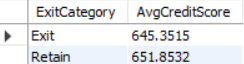 ExitCategory AvgCreditScore
Exit 645.3515
Retain 651.8532